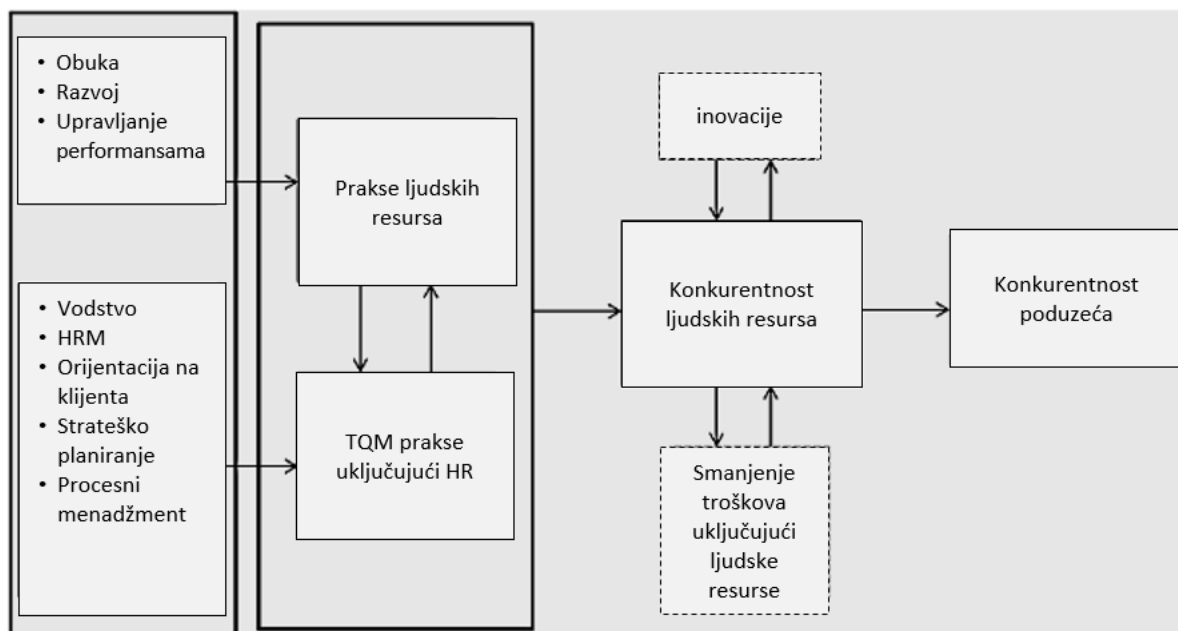 • Obuka
• Razvoj
• Upravljanje
performansama
• Vodstvo
• HRM
• Orijentacija na
klijenta
• Strateško
planiranje
• Procesni
menadžment
Prakse ljudskih
resursa
TQM prakse
uključujući HR
inovacije
Konkurentnost
ljudskih resursa
Smanjenje
troškova
uključujući
ljudske
resurse
Konkurentnost
poduzeća